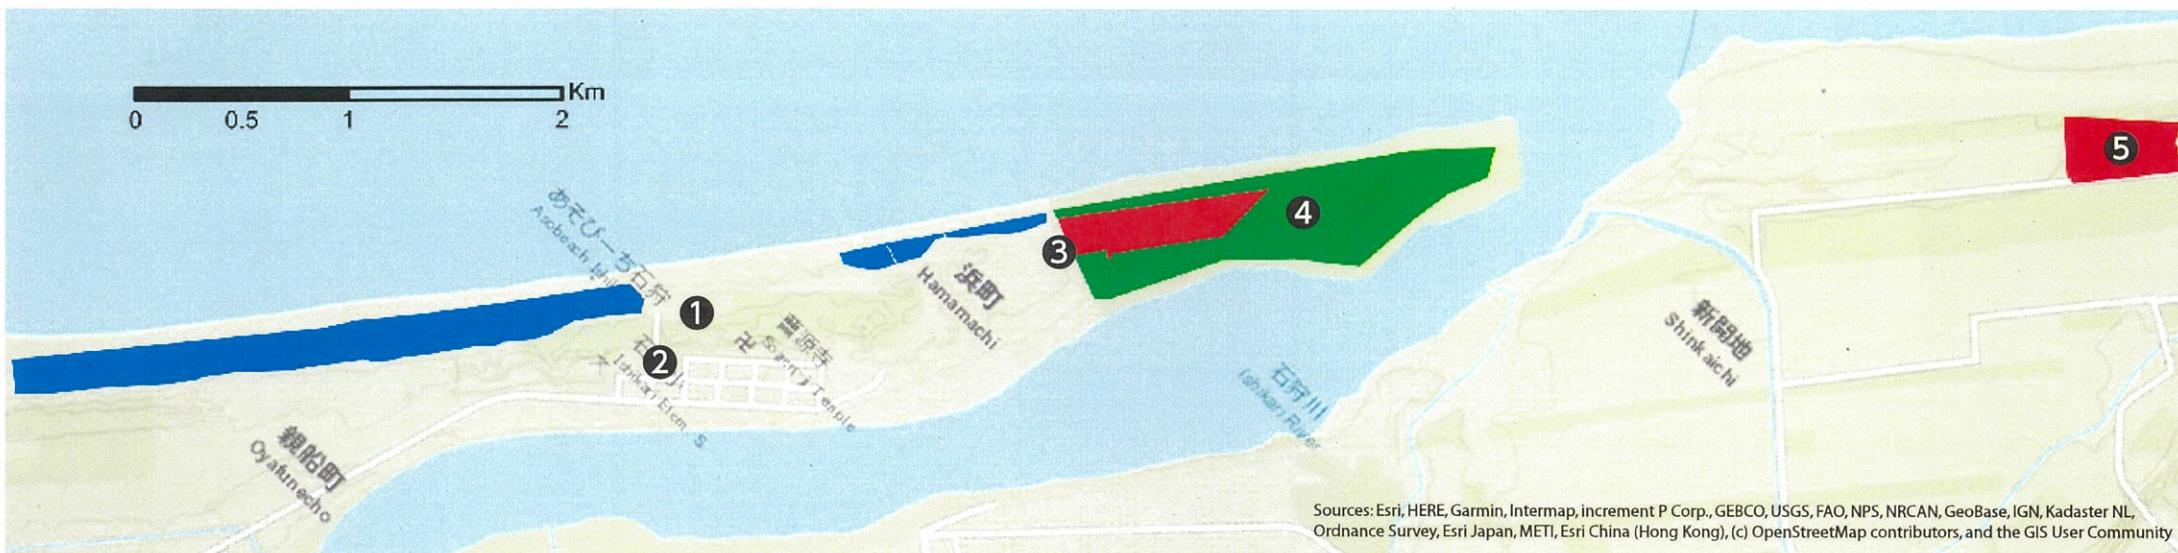 Km
0 0.5 1 2
あそびーち石狩
Asobeach Ishi
1
2
3
4
5
浜町
Hamamachi
Temple
Ishikari Elem. S
親船町
Oyafunecho
石狩川
Ishikari River
新開地
Shinkaichi
Sources: Esri, HERE, Garmin, Intermap, increment P Corp., GEBCO, USGS, FAO, NPS, NRCAN, GeoBase, IGN, Kadaster NL,
Ordnance Survey, Esri Japan, METI, Esri China (Hong Kong), (c) OpenStreetMap contributors, and the GIS User Community